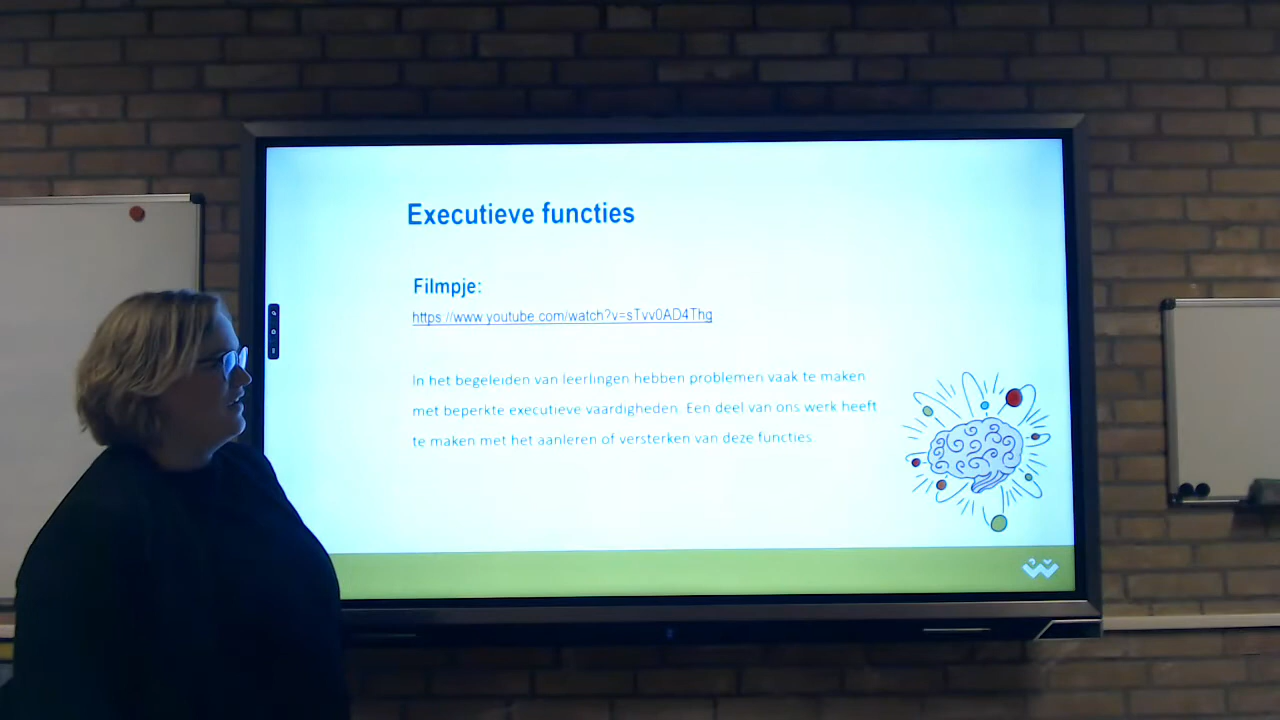 Executieve functies
Filmpje:
https://www.youtube.com/watch?v=sTvv0AD4Thg
In het begeleiden van leerlingen hebben problemen vaak te maken
met beperkte executieve vaardigheden. Een deel van ons werk heeft
te maken met het aanleren of versterken van deze functies.